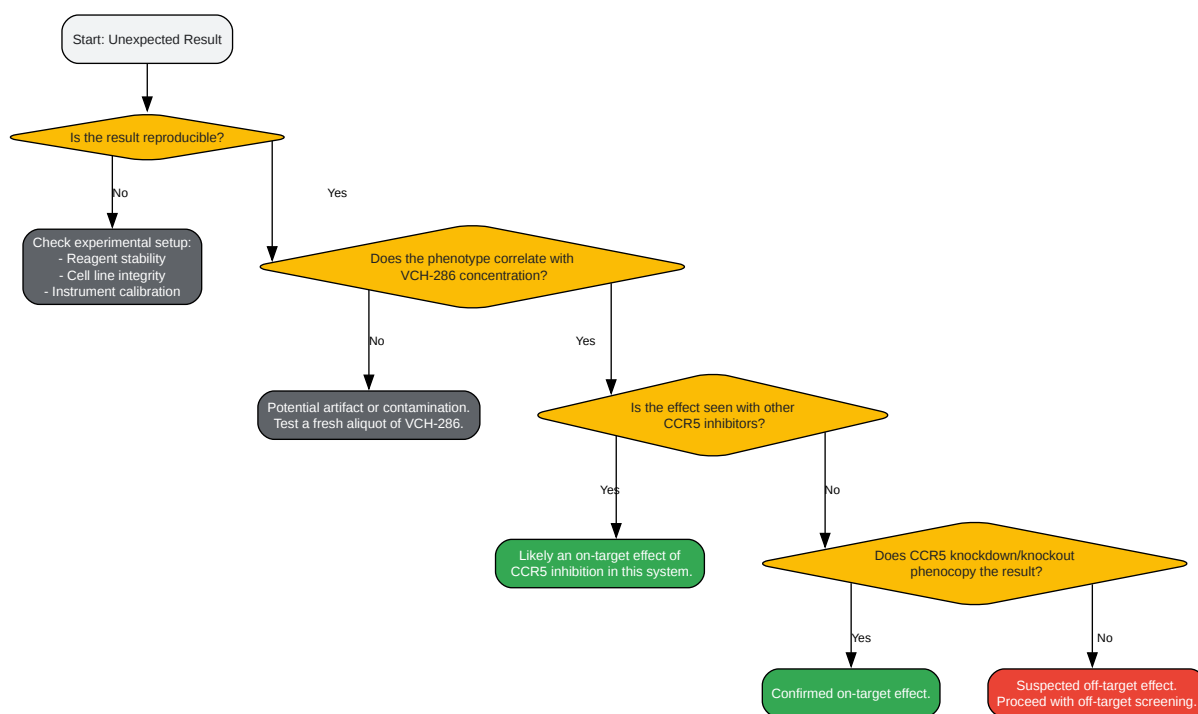 Start: Unexpected Result
Is the result reproducible?
No
Yes
Check experimental setup:
- Reagent stability
- Cell line integrity
- Instrument calibration
Does the phenotype correlate with
VCH-286 concentration?
No
Yes
Potential artifact or contamination.
Test a fresh aliquot of VCH-286.
Is the effect seen with other
CCR5 inhibitors?
Yes
No
Likely an on-target effect of
CCR5 inhibition in this system.
Does CCR5 knockdown/knockout
phenocopy the result?
Yes
No
Confirmed on-target effect.
Suspected off-target effect.
Proceed with off-target screening.